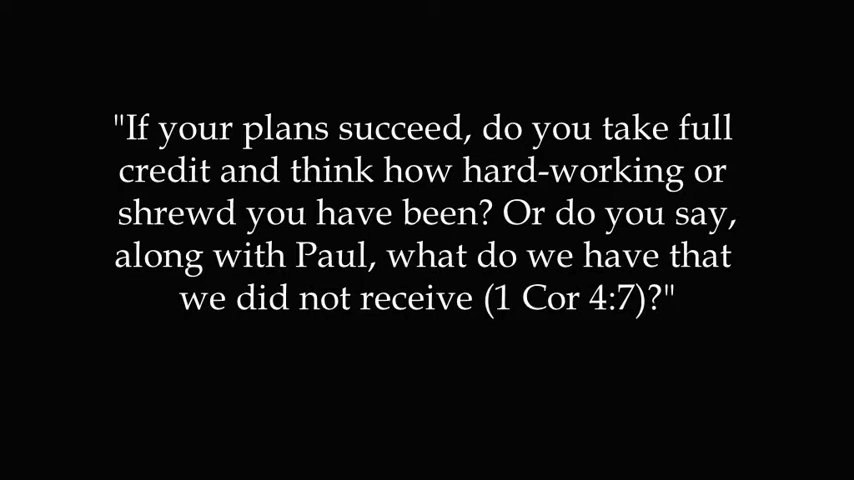 "If your plans succeed, do you take full
credit and think how hard-working or
shrewd you have been? Or do you say,
along with Paul, what do we have that
we did not receive (1 Cor 4:7)?"